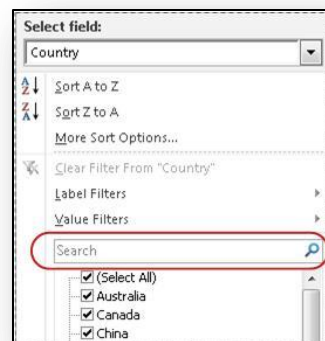 Select field:
Country
Sort A to Z
Sort Z to A
More Sort Options...
Clear Filter From "Country"
Label Filters
Value Filters
Search
(Select All)
Australia
Canada
China